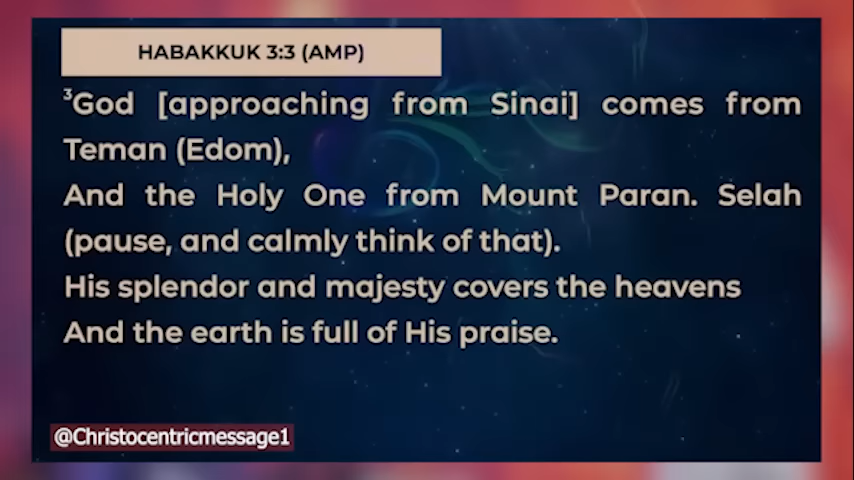 HABAKKUK 3:3 (AMP)
³God [approaching from Sinai] comes from
Teman (Edom),
And the Holy One from Mount Paran. Selah
(pause, and calmly think of that).
His splendor and majesty covers the heavens
And the earth is full of His praise.
@Christocentricmessage1